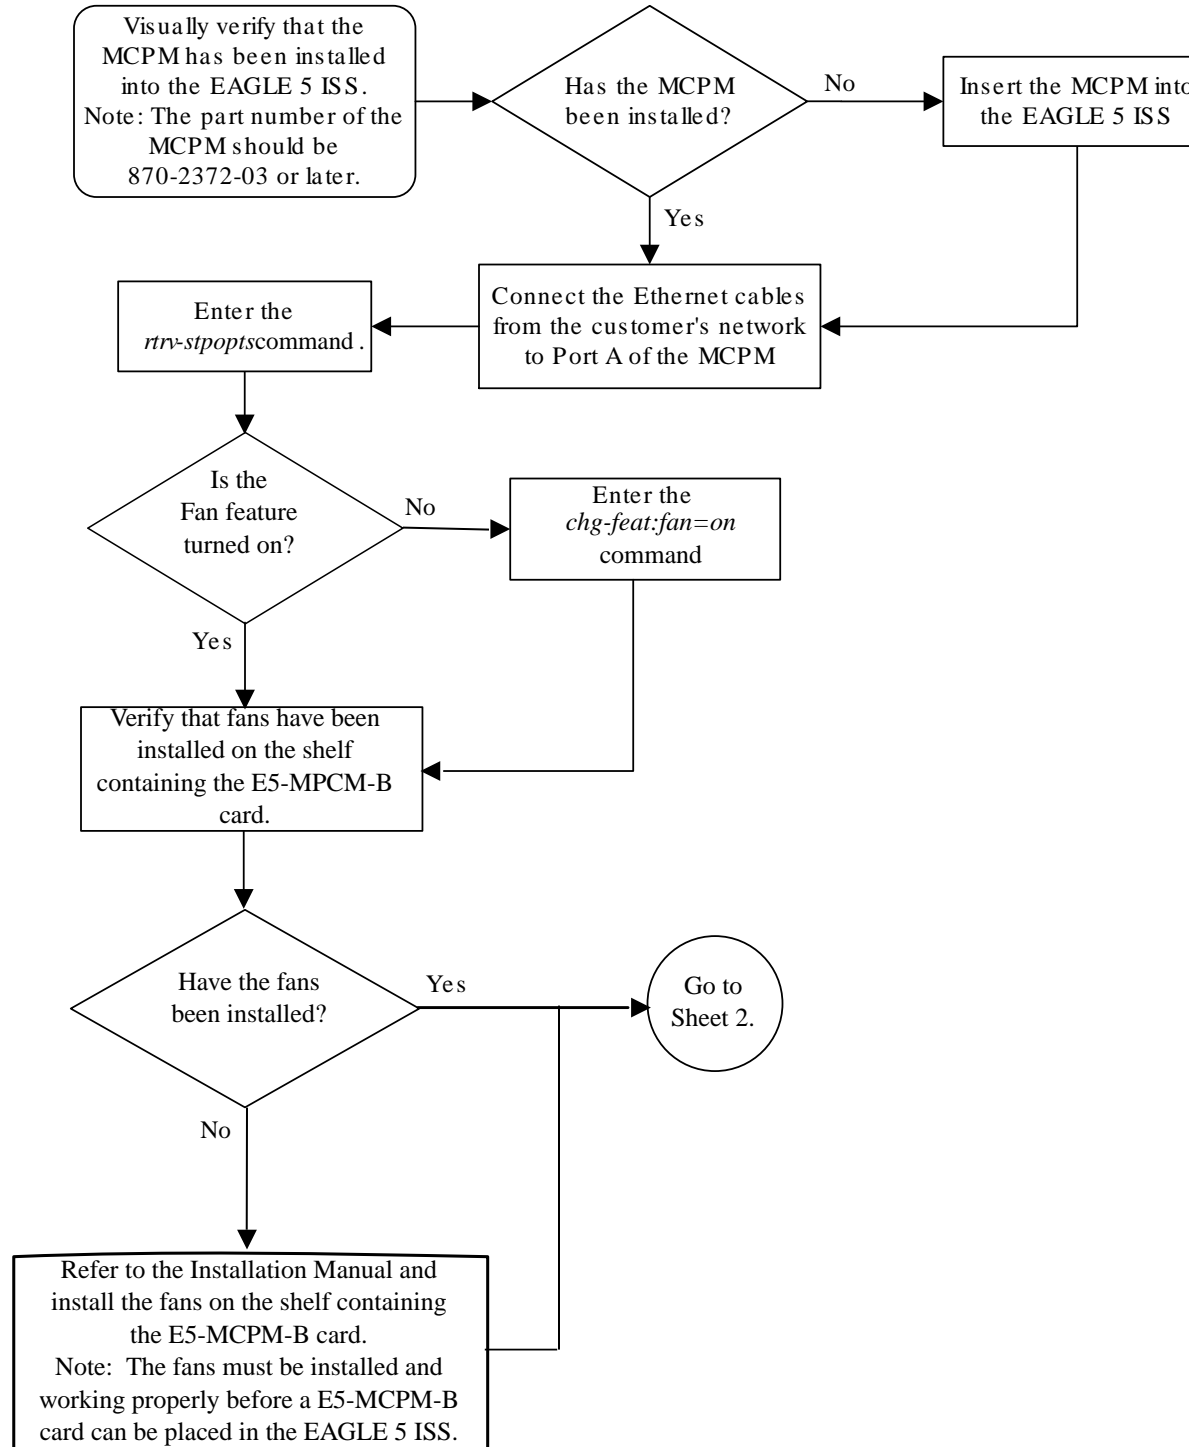 Visually verify that the
MCPM has been installed
into the EAGLE 5 ISS.
Note: The part number of the
MCPM should be
870-2372-03 or later.
Has the MCPM
been installed?
No
Insert the MCPM into
the EAGLE 5 ISS
Yes
Connect the Ethernet cables
from the customer's network
to Port A of the MCPM
Enter the
rtrv-stpopts command.
Is the
Fan feature
turned on?
No
Enter the
chg-feat:fan=on
command
Yes
Verify that fans have been
installed on the shelf
containing the E5-MPCM-B
card.
Have the fans
been installed?
Yes
Go to
Sheet 2.
No
Refer to the Installation Manual and
install the fans on the shelf containing
the E5-MCPM-B card.
Note: The fans must be installed and
working properly before a E5-MCPM-B
card can be placed in the EAGLE 5 ISS.